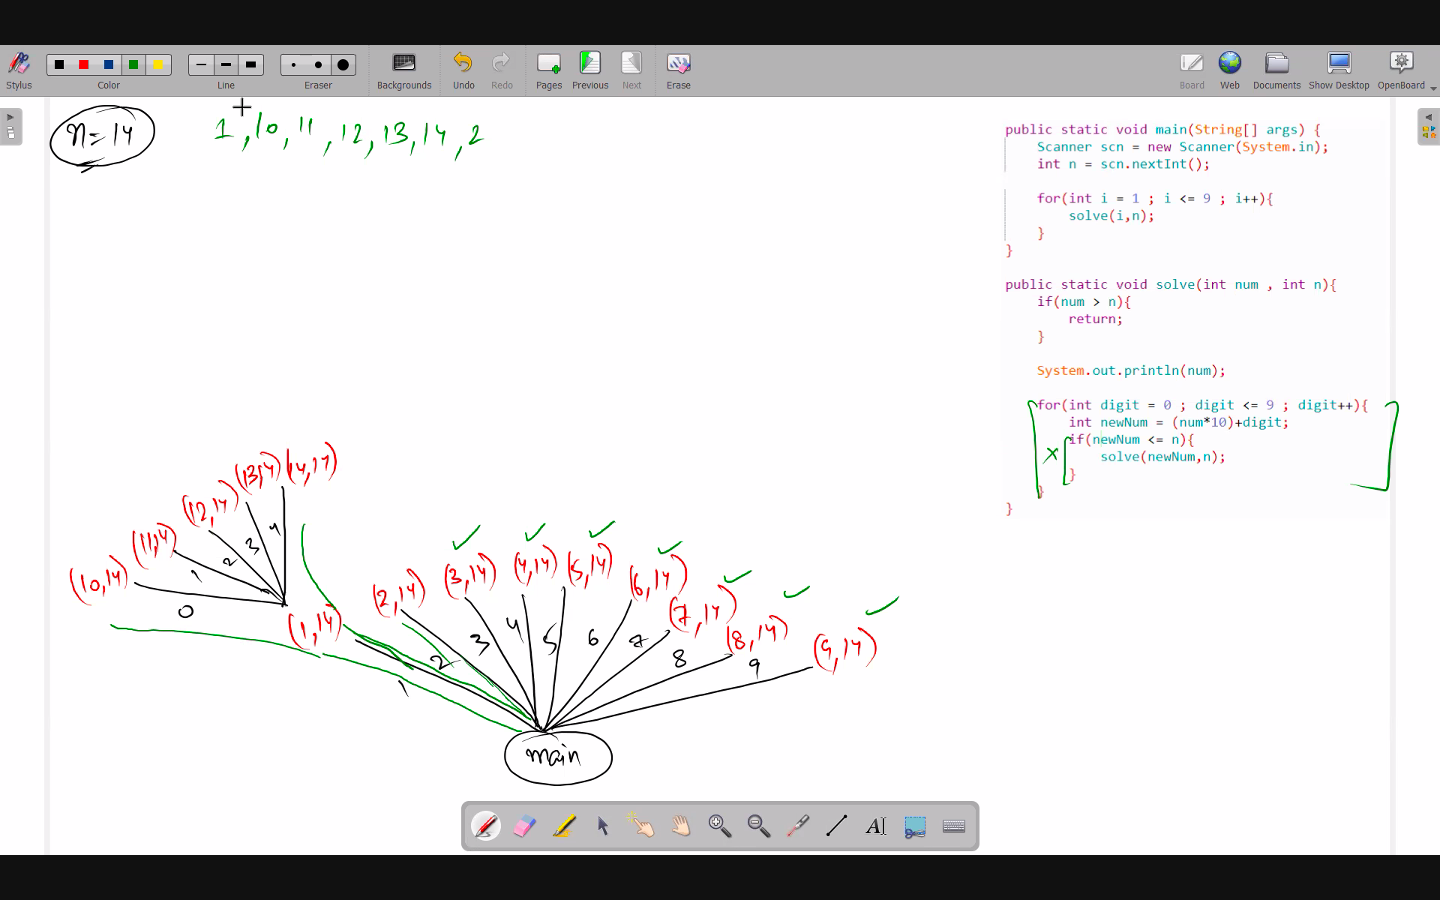 Stylus Color Line Eraser Backgrounds Undo Redo Pages Previous Next Erase Board Web Documents Show Desktop OpenBoard
n=14
1, 10, 11, 12, 13, 14, 2
public static void main(String[] args) {
Scanner scn = new Scanner(System.in);
int n = scn.nextInt();
for(int i = 1 ; i <= 9 ; i++){
solve(i,n);
}
}
public static void solve(int num , int n){
if(num > n){
return;
}
System.out.println(num);
for(int digit = 0 ; digit <= 9 ; digit++){
int newNum = (num*10)+digit;
x if(newNum <= n){
solve(newNum,n);
}
}
}
(10,14) (11,14) (12,14) (13,14) (14,14)
0 1 2 3 4
(1,14) (2,14) (3,14) (4,14) (5,14) (6,14) (7,14) (8,14) (9,14)
1 2 3 4 5 6 7 8 9
main
A